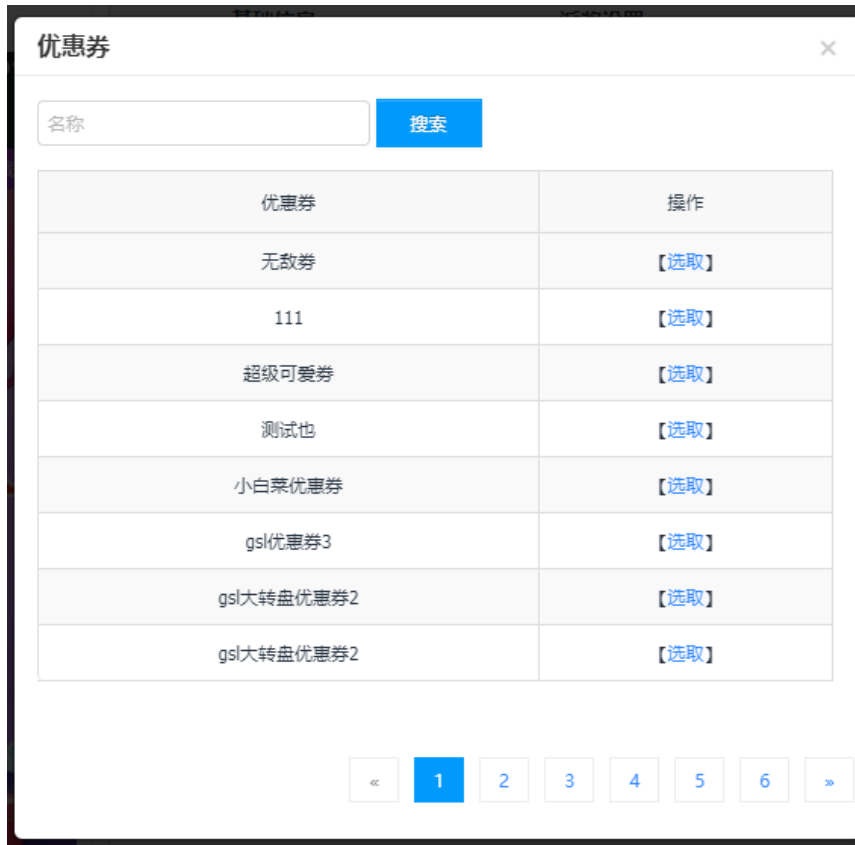 优惠券
×
名称 搜索
优惠券 操作
无敌券 【选取】
111 【选取】
超级可爱券 【选取】
测试也 【选取】
小白菜优惠券 【选取】
gsl优惠券3 【选取】
gsl大转盘优惠券2 【选取】
gsl大转盘优惠券2 【选取】
« 1 2 3 4 5 6 »